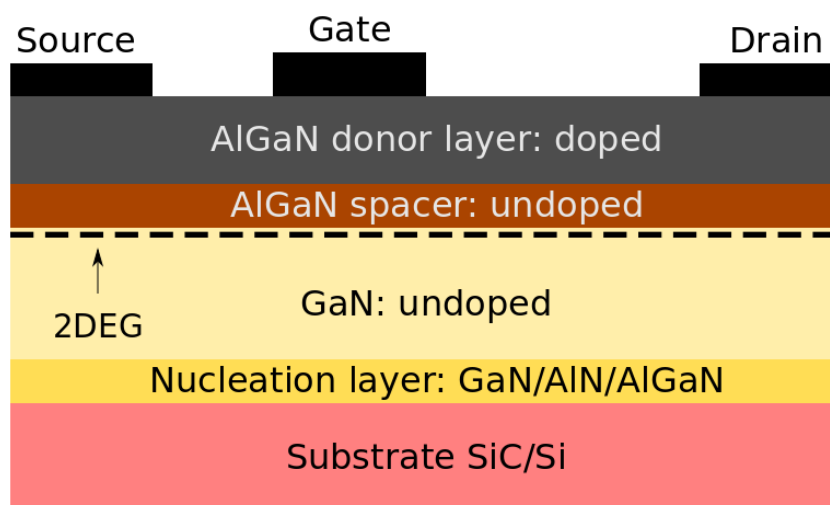 Source
Gate
Drain
AlGaN donor layer: doped
AlGaN spacer: undoped
2DEG
GaN: undoped
Nucleation layer: GaN/AlN/AlGaN
Substrate SiC/Si